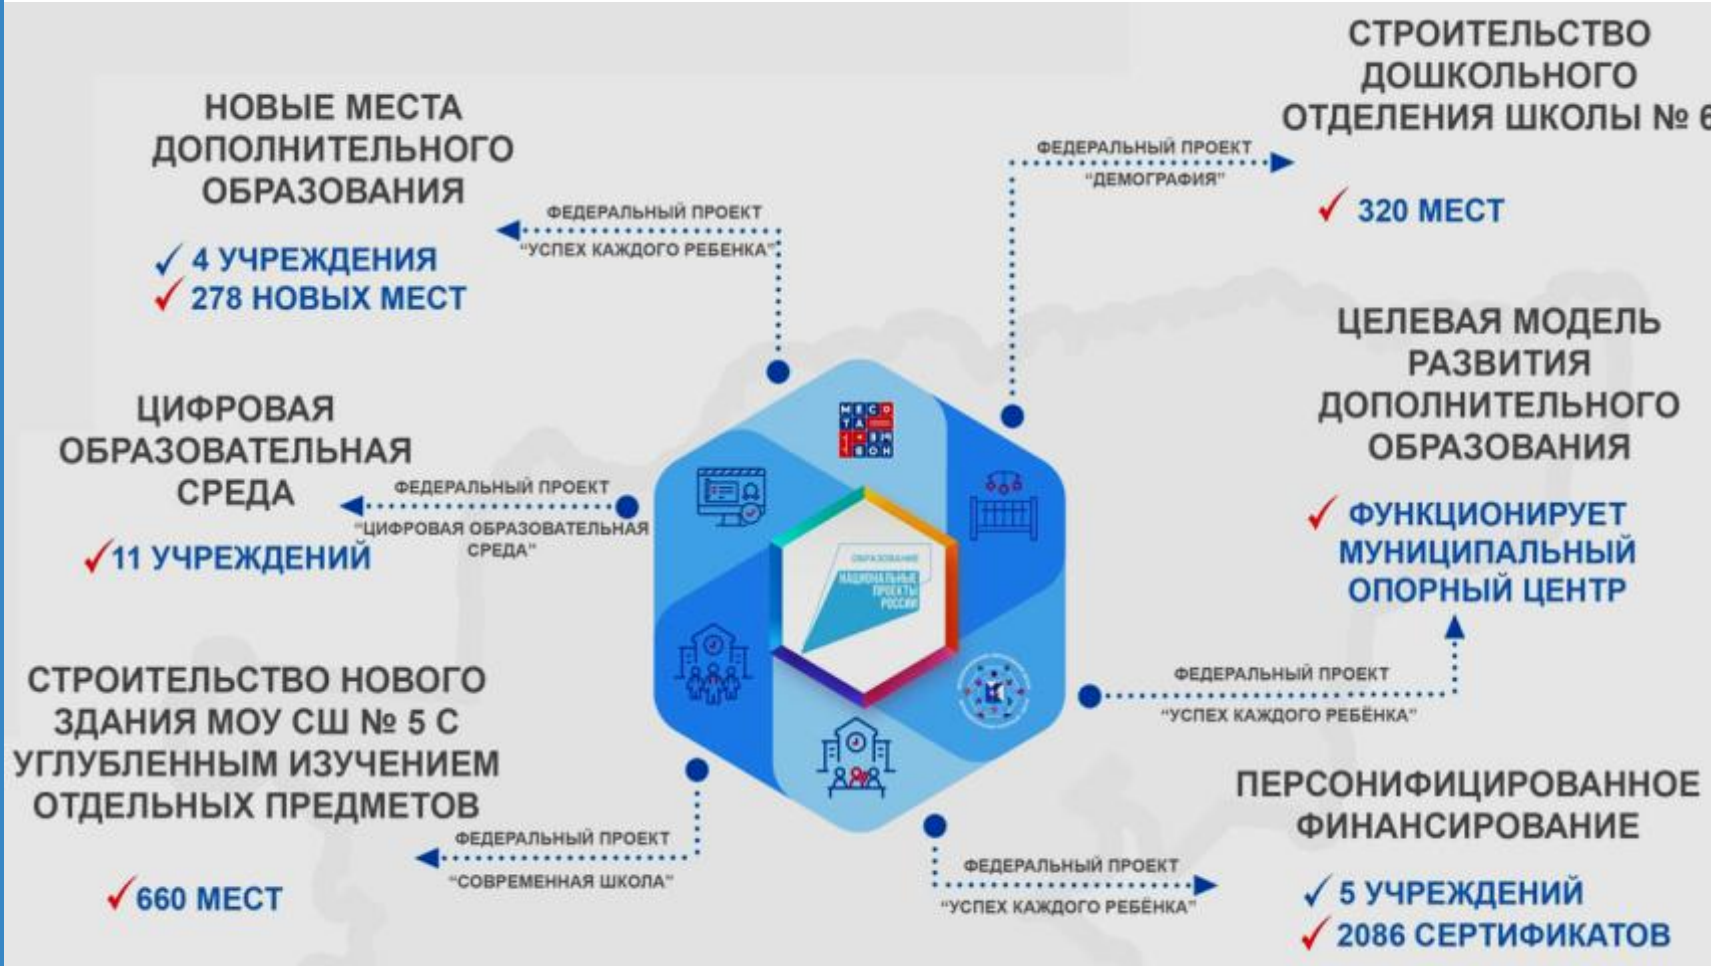 НОВЫЕ МЕСТА
ДОПОЛНИТЕЛЬНОГО
ОБРАЗОВАНИЯ
4 УЧРЕЖДЕНИЯ
278 НОВЫХ МЕСТ
ФЕДЕРАЛЬНЫЙ ПРОЕКТ
“УСПЕХ КАЖДОГО РЕБЕНКА”
СТРОИТЕЛЬСТВО
ДОШКОЛЬНОГО
ОТДЕЛЕНИЯ ШКОЛЫ № 6
ФЕДЕРАЛЬНЫЙ ПРОЕКТ
“ДЕМОГРАФИЯ”
320 МЕСТ
ЦИФРОВАЯ
ОБРАЗОВАТЕЛЬНАЯ
СРЕДА
11 УЧРЕЖДЕНИЙ
ФЕДЕРАЛЬНЫЙ ПРОЕКТ
“ЦИФРОВАЯ ОБРАЗОВАТЕЛЬНАЯ
СРЕДА”
ЦЕЛЕВАЯ МОДЕЛЬ
РАЗВИТИЯ
ДОПОЛНИТЕЛЬНОГО
ОБРАЗОВАНИЯ
ФУНКЦИОНИРУЕТ
МУНИЦИПАЛЬНЫЙ
ОПОРНЫЙ ЦЕНТР
ФЕДЕРАЛЬНЫЙ ПРОЕКТ
“УСПЕХ КАЖДОГО РЕБЁНКА”
ОБРАЗОВАНИЕ
НАЦИОНАЛЬНЫЕ
ПРОЕКТЫ
РОССИИ
СТРОИТЕЛЬСТВО НОВОГО
ЗДАНИЯ МОУ СШ № 5 С
УГЛУБЛЕННЫМ ИЗУЧЕНИЕМ
ОТДЕЛЬНЫХ ПРЕДМЕТОВ
ФЕДЕРАЛЬНЫЙ ПРОЕКТ
“СОВРЕМЕННАЯ ШКОЛА”
660 МЕСТ
ПЕРСОНИФИЦИРОВАННОЕ
ФИНАНСИРОВАНИЕ
ФЕДЕРАЛЬНЫЙ ПРОЕКТ
“УСПЕХ КАЖДОГО РЕБЁНКА”
5 УЧРЕЖДЕНИЙ
2086 СЕРТИФИКАТОВ